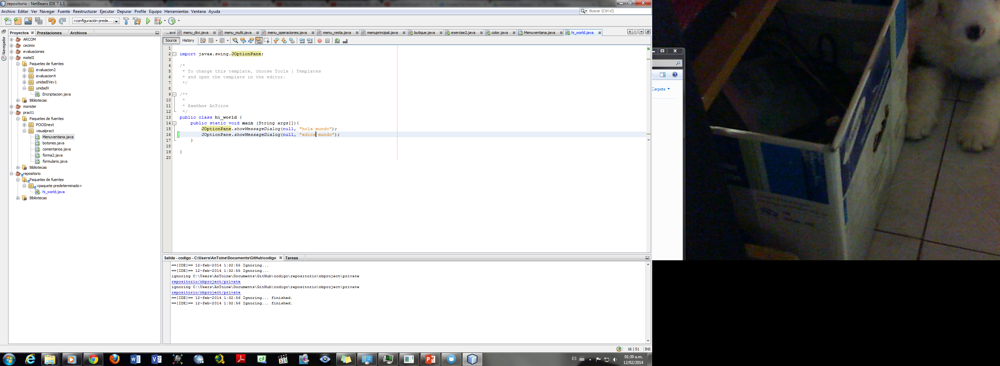 repositorio - NetBeans IDE 7.1.1
Archivo Editar Ver Navegar Fuente Reestructurar Ejecutar Depurar Profile Equipo Herramientas Ventana Ayuda
Buscar (Ctrl+I)
<configuración prede...
Navegador
Proyectos Prestaciones Archivos
ARCOM
cecimix
evaluaciones
mateII
Paquetes de fuentes
evaluacion2
evaluacion4
unidadIVev1
unidadV
Encriptacion.java
Bibliotecas
monster
pract1
Paquetes de fuentes
POOIInext
visualpract
Menuventana.java
botones.java
comentarios.java
forma2.java
formulario.java
Bibliotecas
repositorio
Paquetes de fuentes
<paquete predeterminado>
hi_world.java
Bibliotecas
...ava menu_divi.java menu_multi.java menu_operaciones.java menu_resta.java menuprincipal.java butique.java exercise2.java color.java Menuventana.java hi_world.java
Source History
1
2 import javax.swing.JOptionPane;
3
4 /*
5 * To change this template, choose Tools | Templates
6 * and open the template in the editor.
7 */
8
9 /**
10 *
11 * @author AnToine
12 */
13 public class hi_world {
14 public static void main (String args[]){
15 JOptionPane.showMessageDialog(null, "hola mundo");
16 JOptionPane.showMessageDialog(null, "adios mundo");
17 }
18
19 }
20
Carpeta
Salida - codigo - C:\Users\AnToine\Documents\GitHub\codigo Tareas
==[IDE]== 12-feb-2014 1:32:55 Ignoring...
==[IDE]== 12-feb-2014 1:32:55 Ignoring...
ignoring C:\Users\AnToine\Documents\GitHub\codigo\repositorio\nbproject\private
repositorio/nbproject/private
ignoring C:\Users\AnToine\Documents\GitHub\codigo\repositorio\nbproject\private
repositorio/nbproject/private
==[IDE]== 12-feb-2014 1:32:56 Ignoring... finished.
==[IDE]== 12-feb-2014 1:32:56 Ignoring... finished.
16 | 51 INS
ES
01:39 a.m.
12/02/2014